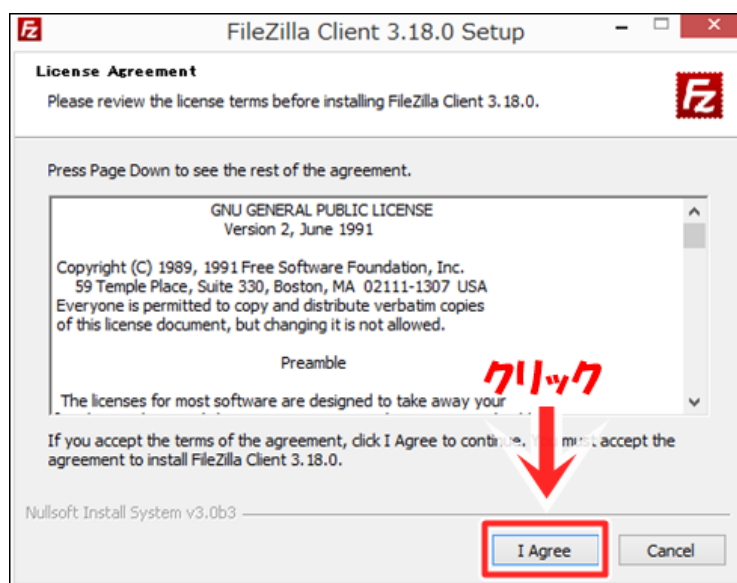 FileZilla Client 3.18.0 Setup
License Agreement
Please review the license terms before installing FileZilla Client 3.18.0.
Press Page Down to see the rest of the agreement.
GNU GENERAL PUBLIC LICENSE
Version 2, June 1991
Copyright (C) 1989, 1991 Free Software Foundation, Inc.
59 Temple Place, Suite 330, Boston, MA 02111-1307 USA
Everyone is permitted to copy and distribute verbatim copies
of this license document, but changing it is not allowed.
Preamble
The licenses for most software are designed to take away your
クリック
If you accept the terms of the agreement, click I Agree to continue. must accept the
agreement to install FileZilla Client 3.18.0.
Nullsoft Install System v3.0b3
I Agree
Cancel